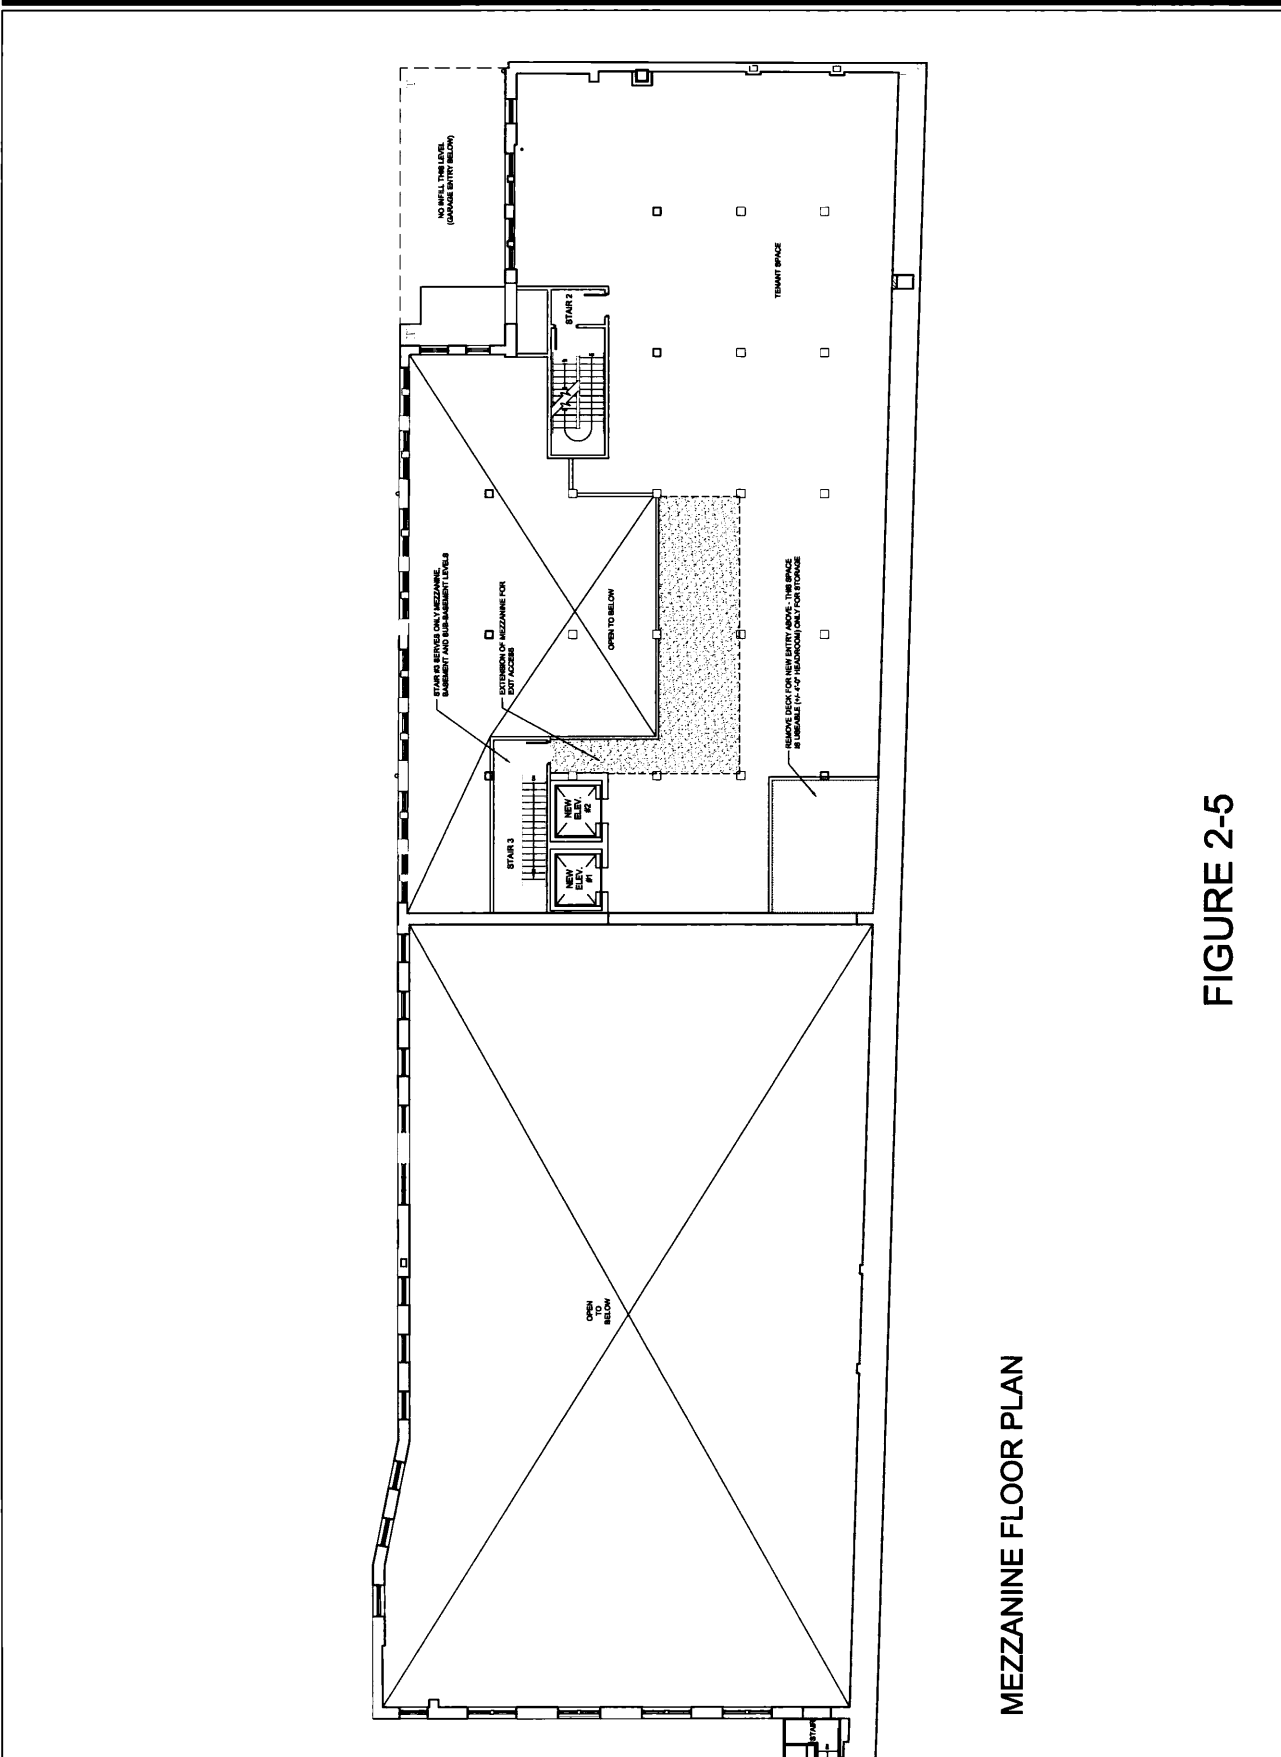 NO INFILL THIS LEVEL
(GARAGE ENTRY BELOW)
STAIR 2
TENANT SPACE
STAIR #3 SERVES ONLY MEZZANINE,
BASEMENT AND SUB-BASEMENT LEVELS
EXTENSION OF MEZZANINE FOR
EXIT ACCESS
OPEN TO BELOW
REMOVE DECK FOR NEW ENTRY ABOVE - THIS SPACE
IS USEABLE (+/- 4'-0" HEADROOM) ONLY FOR STORAGE
STAIR 3
NEW
ELEV.
#2
NEW
ELEV.
#1
OPEN
TO
BELOW
STAIR
MEZZANINE FLOOR PLAN
FIGURE 2-5